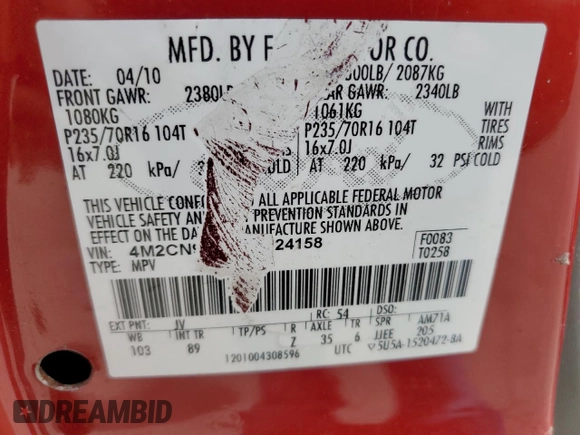 MFD. BY F OR CO.
DATE: 04/10 00LB/ 2087KG
FRONT GAWR: 2380LB AR GAWR: 2340LB
1080KG 1061KG WITH
P235/70R16 104T P235/70R16 104T TIRES
16x7.0J 16x7.0J RIMS
AT 220 kPa/ OLD AT 220 kPa/ 32 PSI COLD
THIS VEHICLE CONF ALL APPLICABLE FEDERAL MOTOR
VEHICLE SAFETY AN PREVENTION STANDARDS IN
EFFECT ON THE DA ANUFACTURE SHOWN ABOVE.
VIN: 4M2CN 24158 F0083
TYPE: MPV T0258
EXT PNT: JV RC: 54 DSO:
WB INT TR TP/PS R AXLE TR SPR AM71A
103 89 Z 35 6 JJEE 205
1201004308596 UTC 5U5A-1520472-BA
DREAMBID